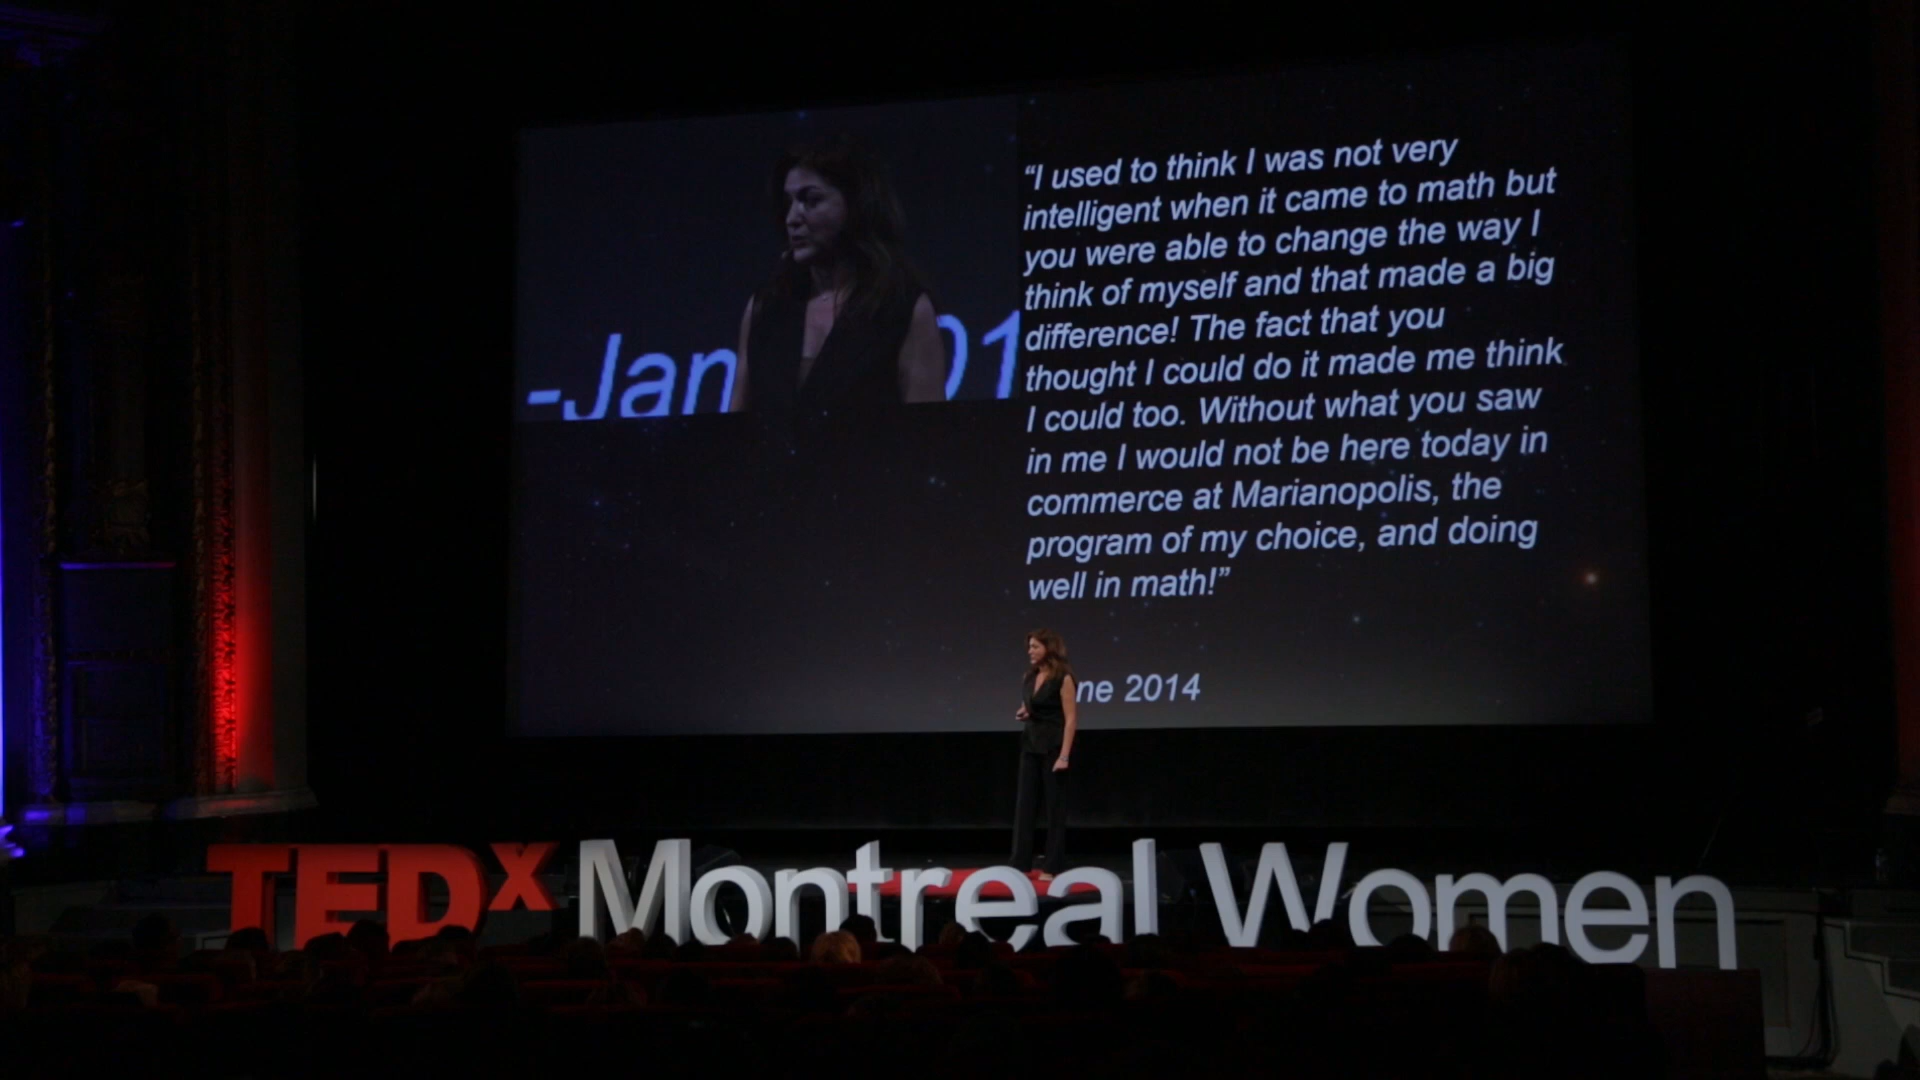 “I used to think I was not very
intelligent when it came to math but
you were able to change the way I
think of myself and that made a big
difference! The fact that you
thought I could do it made me think
I could too. Without what you saw
in me I would not be here today in
commerce at Marianopolis, the
program of my choice, and doing
well in math!”
-Jan 01
ne 2014
TEDx Montreal Women